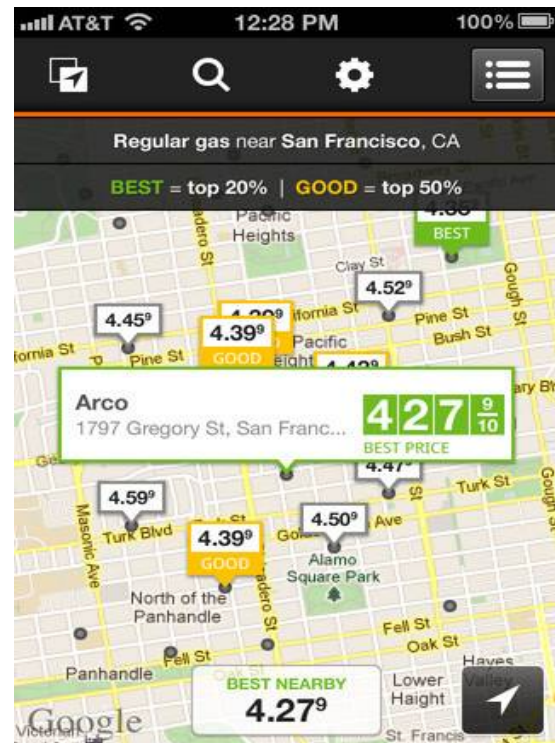 AT&T 12:28 PM 100%
Regular gas near San Francisco, CA
BEST = top 20% | GOOD = top 50%
Pacific
Heights
BEST
Gough St
Clay St
4.52⁹
4.45⁹
ifornia St
Pine St
Bush St
4.39⁹
GOOD
Pacific
fornia St
Pine St
Arco
1797 Gregory St, San Franc...
4 2 7 9/10
BEST PRICE
4.47⁹
Turk St
4.59⁹
Masonic Ave
Turk Blvd
4.50⁹
Ave
4.39⁹
GOOD
Alamo
Square Park
North of the
Panhandle
Fell St
Oak St
Fell St
Panhandle
Hayes
Valley
Lower
Haight
BEST NEARBY
4.27⁹
Google
St. Francis